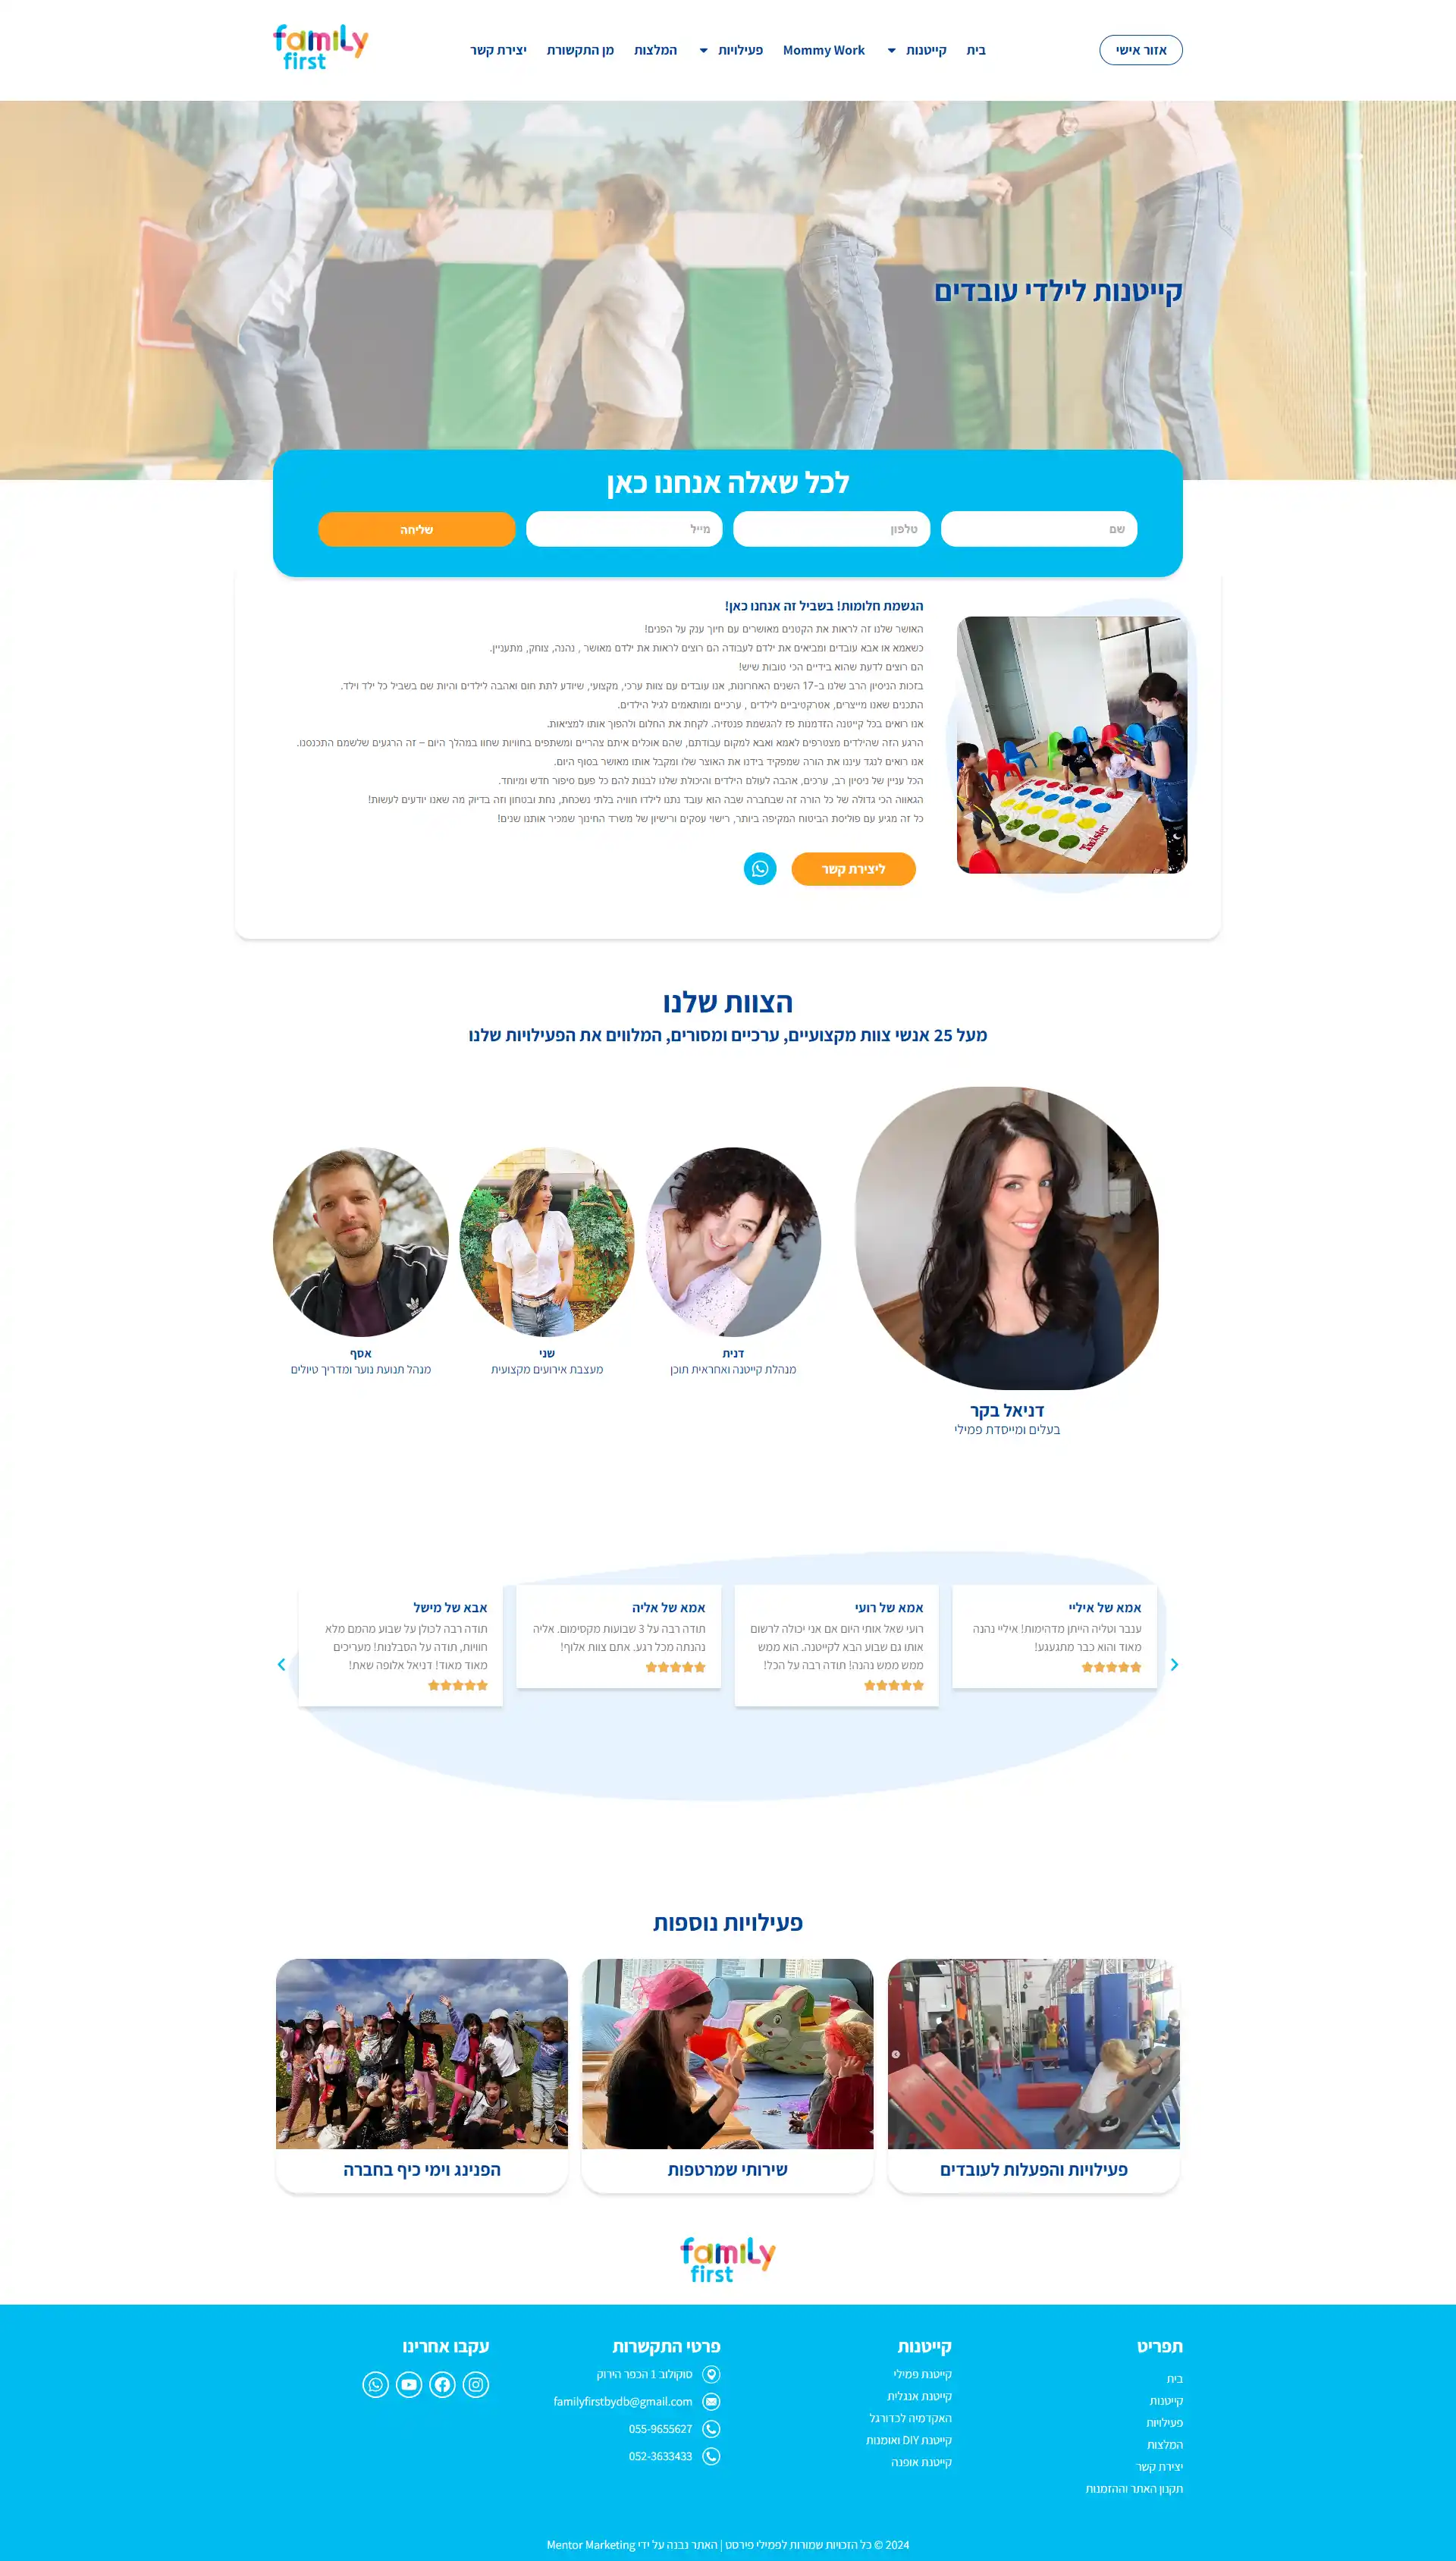 אזור אישי
בית
קייטנות
Mommy Work
פעילויות
המלצות
מן התקשורת
יצירת קשר
family
first
קייטנות לילדי עובדים
לכל שאלה אנחנו כאן
שם
טלפון
מייל
שליחה
הגשמת חלומות! בשביל זה אנחנו כאן!
האושר שלנו זה לראות את הקטנים מאושרים עם חיוך ענק על הפנים!
כשאמא או אבא עובדים ומביאים את ילדם לעבודה הם רוצים לראות את ילדם מאושר , נהנה, צוחק, מתעניין.
הם רוצים לדעת שהוא בידיים הכי טובות שיש!
בזכות הניסיון הרב שלנו ב-17 השנים האחרונות, אנו עובדים עם צוות ערכי, מקצועי, שיודע לתת חום ואהבה לילדים והיות שם בשביל כל ילד וילד.
התכנים שאנו מייצרים, אטרקטיביים לילדים , ערכיים ומותאמים לגיל הילדים.
אנו רואים בכל קייטנה הזדמנות פז להגשמת פנטזיה. לקחת את החלום ולהפוך אותו למציאות.
הרגע הזה שהילדים מצטרפים לאמא ואבא למקום עבודתם, שהם אוכלים איתם צהריים ומשתפים בחוויות שחוו במהלך היום – זה הרגעים שלשמם התכנסנו.
אנו רואים לנגד עיננו את הורה שמפקיד בידנו את האוצר שלו ומקבל אותו מאושר בסוף היום.
הכל עניין של ניסיון רב, ערכים, אהבה לעולם הילדים והיכולת שלנו לבנות להם כל פעם סיפור חדש ומיוחד.
הגאווה הכי גדולה של כל הורה זה שבחברה שבה הוא עובד נתנו לילדו חוויה בלתי נשכחת, נחת ובטחון וזה בדיוק מה שאנו יודעים לעשות!
כל זה מגיע עם פוליסת הביטוח המקיפה ביותר, רישוי עסקים ורישיון של משרד החינוך שמכיר אותנו שנים!
Twister
ליצירת קשר
הצוות שלנו
מעל 25 אנשי צוות מקצועיים, ערכיים ומסורים, המלווים את הפעילויות שלנו
דניאל בקר
בעלים ומייסדת פמילי
דנית
מנהלת קייטנה ואחראית תוכן
שני
מעצבת אירועים מקצועית
אסף
מנהל תנועת נוער ומדריך טיולים
אמא של איליי
ענבר וטליה הייתן מדהימות! איליי נהנה
מאוד והוא כבר מתגעגע!
אמא של רועי
רועי שאל אותי היום אם אני יכולה לרשום
אותו גם שבוע הבא לקייטנה. הוא ממש
ממש ממש נהנה! תודה רבה על הכל!
אמא של אליה
תודה רבה על 3 שבועות מקסימום. אליה
נהנתה מכל רגע. אתם צוות אלוף!
אבא של מישל
תודה רבה לכולן על שבוע מהמם מלא
חוויות, תודה על הסבלנות! מעריכים
מאוד מאוד! דניאל אלופה שאת!
פעילויות נוספות
פעילויות והפעלות לעובדים
שירותי שמרטפות
הפנינג וימי כיף בחברה
family
first
תפריט
בית
קייטנות
פעילויות
המלצות
יצירת קשר
תקנון האתר וההזמנות
קייטנות
קייטנת פמילי
קייטנת אנגלית
האקדמיה לכדורגל
קייטנת DIY ואומנות
קייטנת אופנה
פרטי התקשרות
סוקולוב 1 הכפר הירוק
familyfirstbydb@gmail.com
055-9655627
052-3633433
עקבו אחרינו
2024 © כל הזכויות שמורות לפמילי פירסט | האתר נבנה על ידי Mentor Marketing